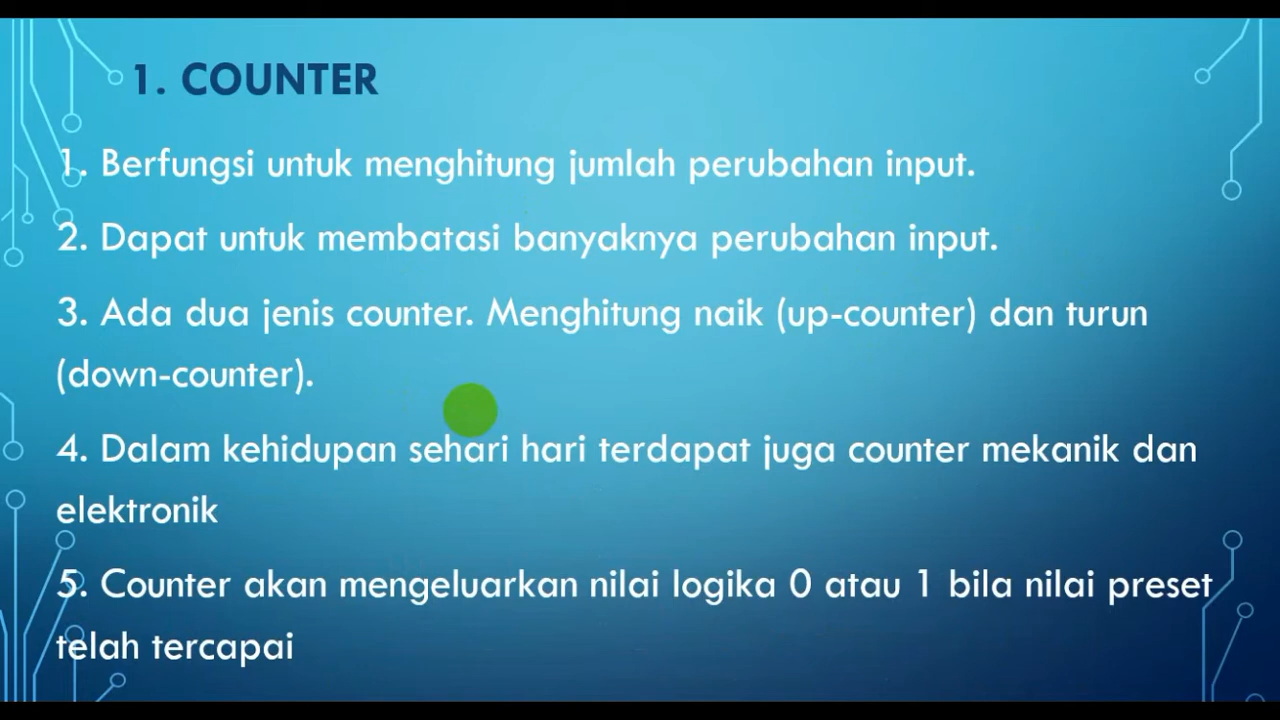 1. COUNTER
1. Berfungsi untuk menghitung jumlah perubahan input.
2. Dapat untuk membatasi banyaknya perubahan input.
3. Ada dua jenis counter. Menghitung naik (up-counter) dan turun
(down-counter).
4. Dalam kehidupan sehari hari terdapat juga counter mekanik dan
elektronik
5. Counter akan mengeluarkan nilai logika 0 atau 1 bila nilai preset
telah tercapai